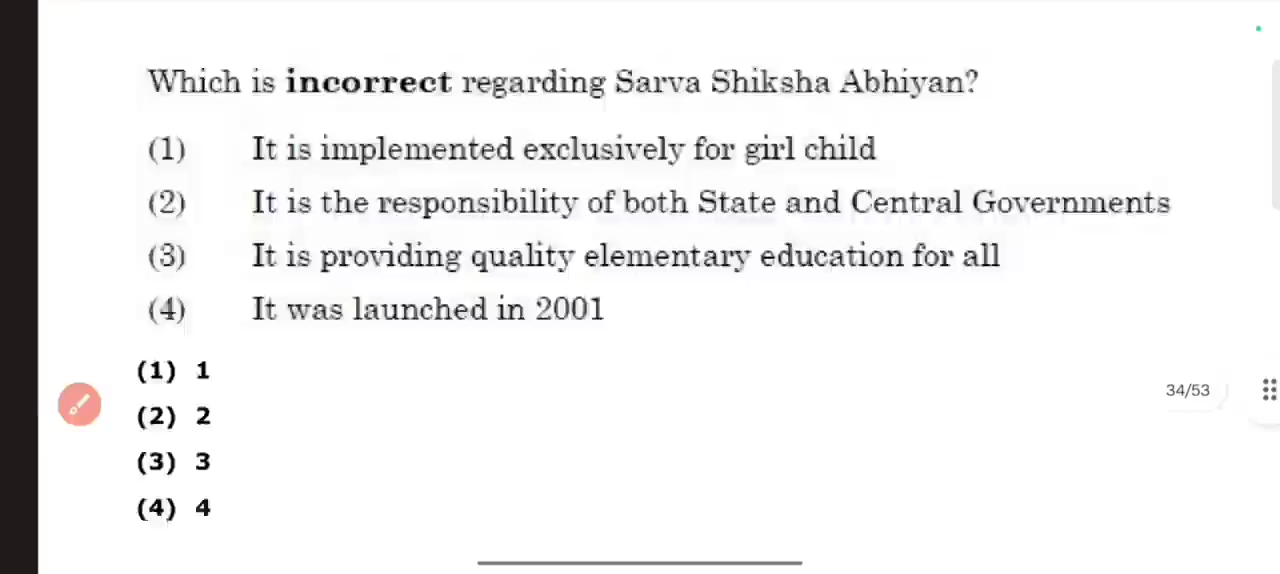 Which is incorrect regarding Sarva Shiksha Abhiyan?
(1) It is implemented exclusively for girl child
(2) It is the responsibility of both State and Central Governments
(3) It is providing quality elementary education for all
(4) It was launched in 2001
(1) 1
(2) 2
34/53
(3) 3
(4) 4